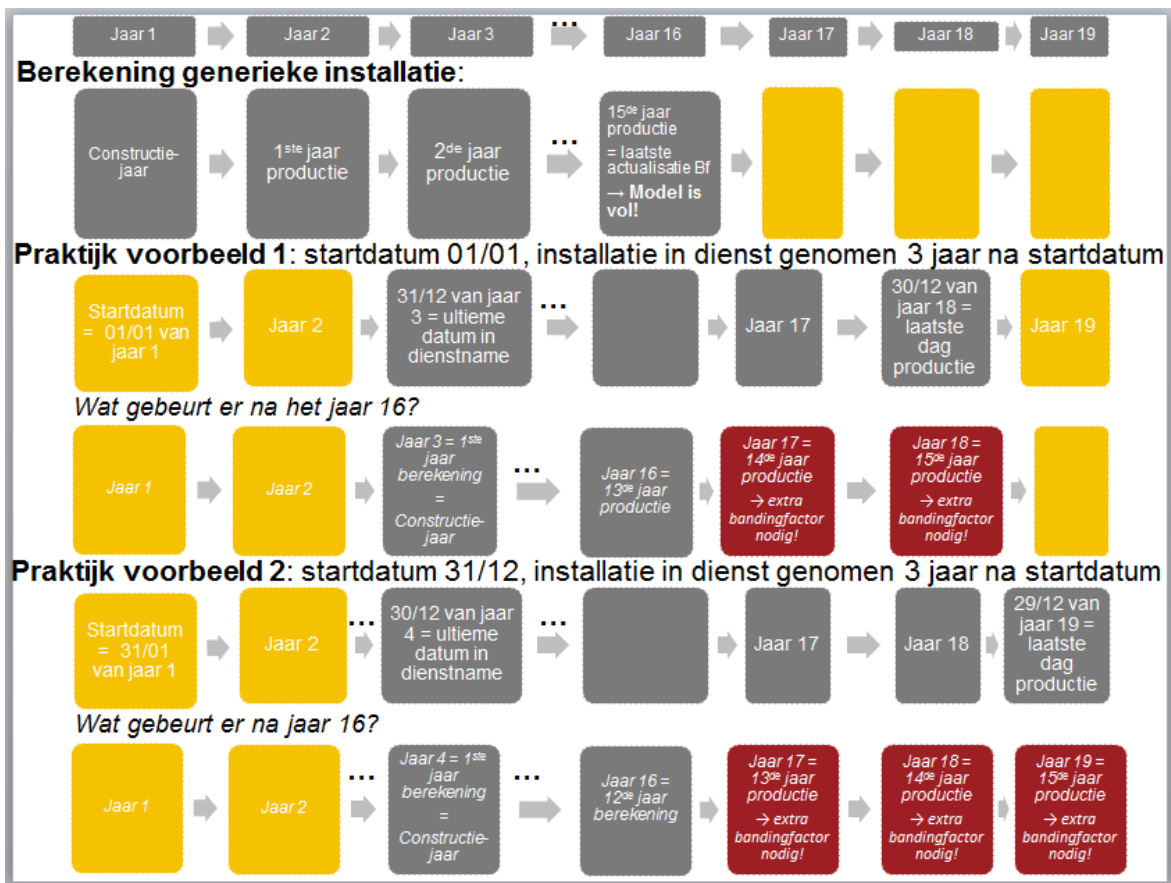 Jaar 1
Jaar 2
Jaar 3
...
Jaar 16
Jaar 17
Jaar 18
Jaar 19
Berekening generieke installatie:
Constructie-
jaar
1ste jaar
productie
2de jaar
productie
...
15de jaar
productie
= laatste
actualisatie Bf
→ Model is
vol!
Praktijk voorbeeld 1: startdatum 01/01, installatie in dienst genomen 3 jaar na startdatum
Startdatum
= 01/01 van
jaar 1
Jaar 2
31/12 van jaar
3 = ultieme
datum in
dienstname
...
Jaar 17
30/12 van
jaar 18 =
laatste
dag
productie
Jaar 19
Wat gebeurt er na het jaar 16?
Jaar 1
Jaar 2
Jaar 3 = 1ste
jaar
berekening
=
Constructie-
jaar
...
Jaar 16 =
13de jaar
productie
Jaar 17 =
14de jaar
productie
→ extra
bandingfactor
nodig!
Jaar 18 =
15de jaar
productie
→ extra
bandingfactor
nodig!
Praktijk voorbeeld 2: startdatum 31/12, installatie in dienst genomen 3 jaar na startdatum
Startdatum
= 31/01
van jaar 1
Jaar 2
...
30/12 van jaar
4 = ultieme
datum in
dienstname
...
Jaar 17
Jaar 18
29/12 van
jaar 19 =
laatste
dag
productie
Wat gebeurt er na jaar 16?
Jaar 1
Jaar 2
...
Jaar 4 = 1ste
jaar
berekening
=
Constructie-
jaar
...
Jaar 16 =
12de jaar
berekening
Jaar 17 =
13de jaar
productie
→ extra
bandingfactor
nodig!
Jaar 18 =
14de jaar
productie
→ extra
bandingfactor
nodig!
Jaar 19 =
15de jaar
productie
→ extra
bandingfactor
nodig!